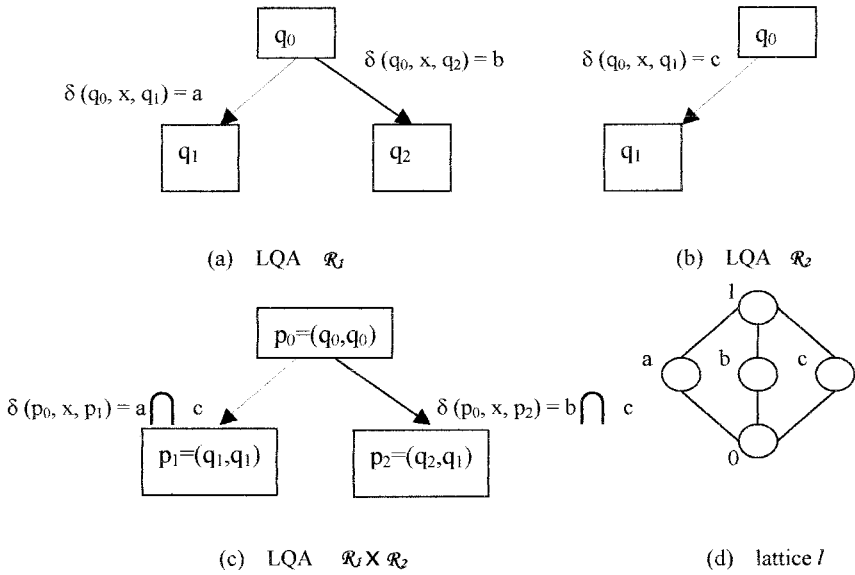 q₀
δ (q₀, x, q₂) = b
δ (q₀, x, q₁) = a
q₁
q₂
(a) LQA ℛ₁
q₀
δ (q₀, x, q₁) = c
q₁
(b) LQA ℛ₂
p₀=(q₀,q₀)
δ (p₀, x, p₁) = a ⋂ c
δ (p₀, x, p₂) = b ⋂ c
p₁=(q₁,q₁)
p₂=(q₂,q₁)
(c) LQA ℛ₁ X ℛ₂
1
a
b
c
0
(d) lattice l